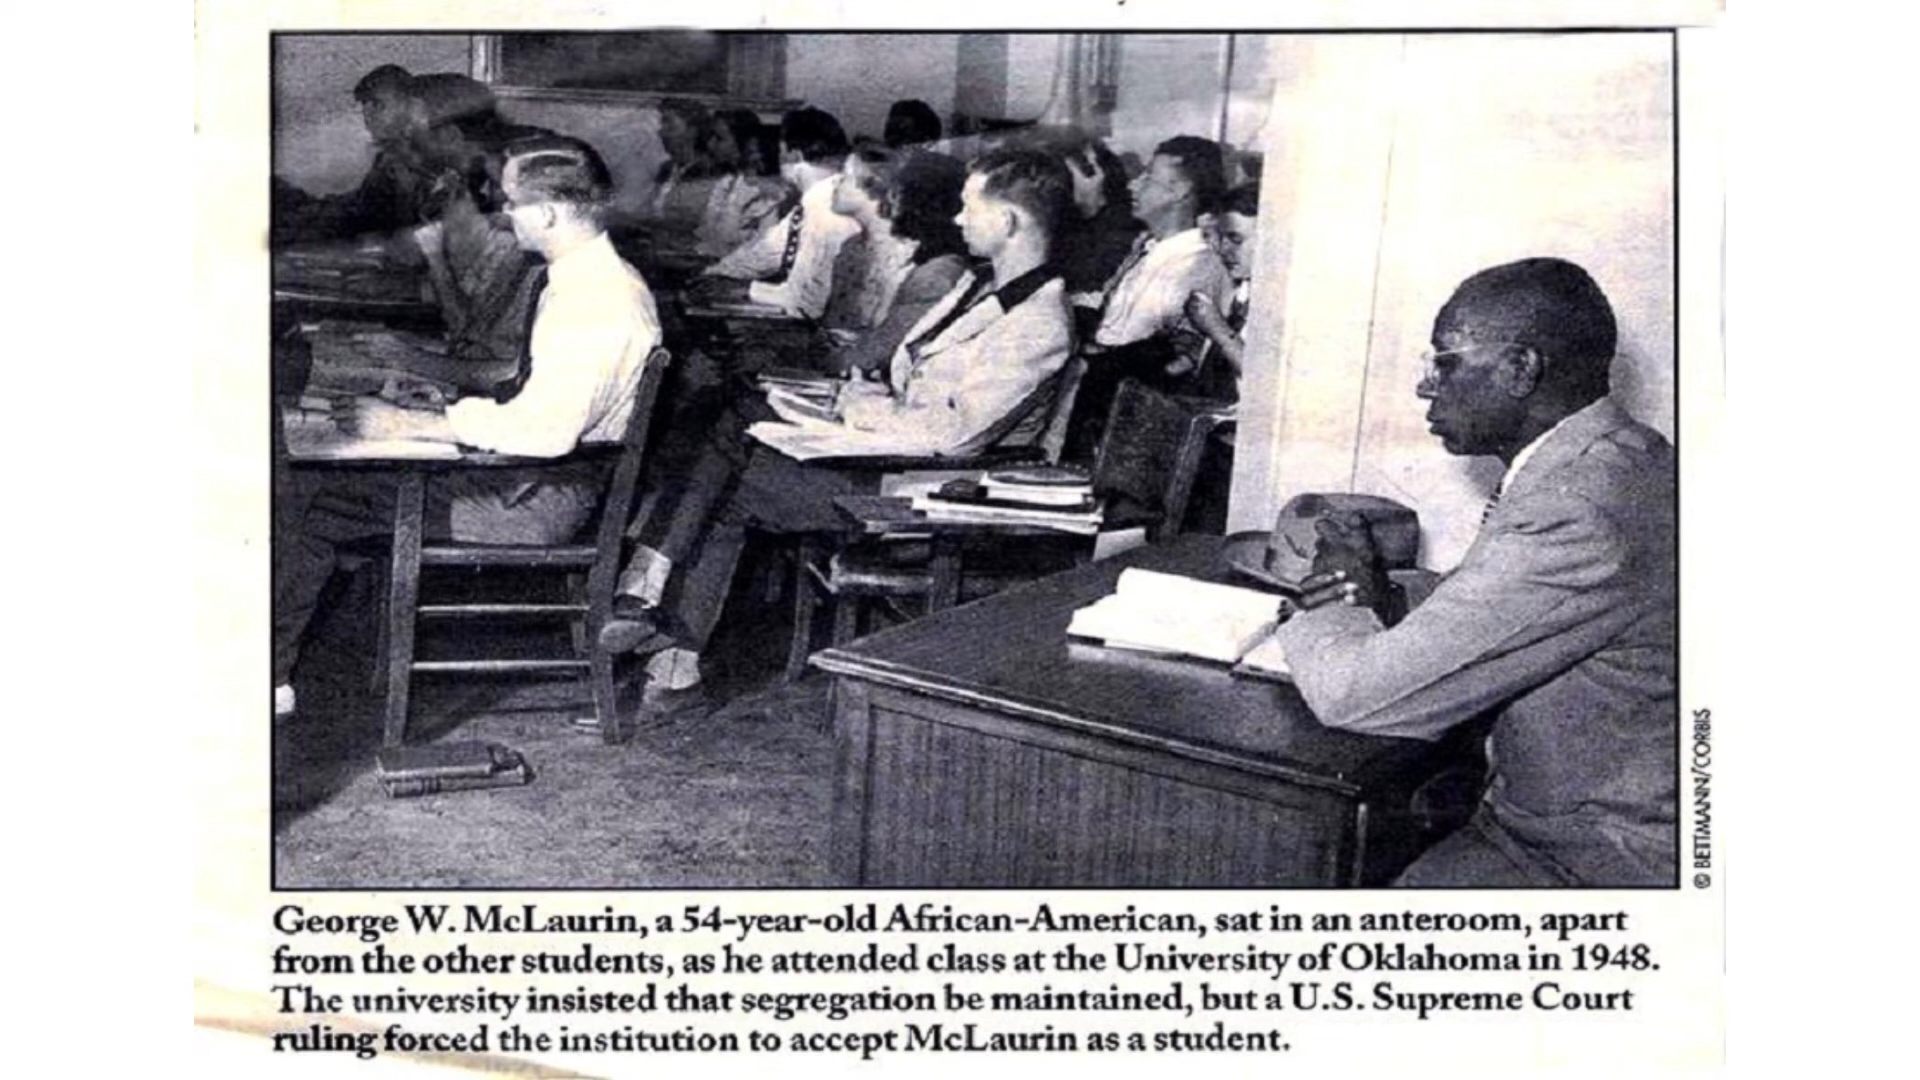 © BETTMANN/CORBIS
George W. McLaurin, a 54-year-old African-American, sat in an anteroom, apart
from the other students, as he attended class at the University of Oklahoma in 1948.
The university insisted that segregation be maintained, but a U.S. Supreme Court
ruling forced the institution to accept McLaurin as a student.